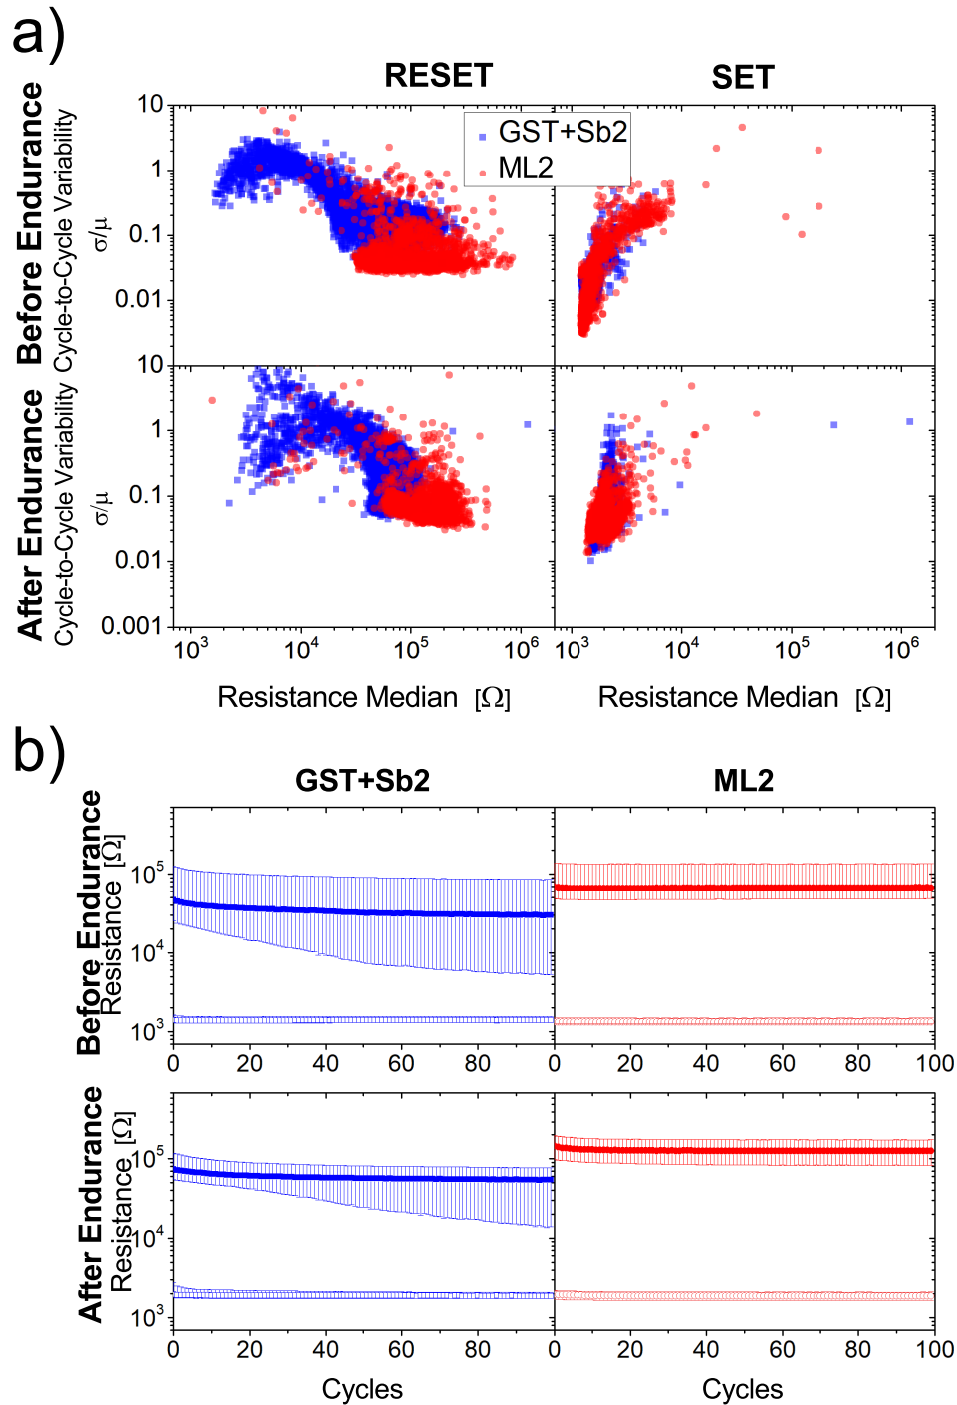 a)
RESET
SET
Before Endurance
Cycle-to-Cycle Variability
σ/μ
10
1
0.1
0.01
GST+Sb2
ML2
After Endurance
Cycle-to-Cycle Variability
σ/μ
10
1
0.1
0.01
0.001
10³ 10⁴ 10⁵ 10⁶
10³ 10⁴ 10⁵ 10⁶
Resistance Median [Ω]
Resistance Median [Ω]
b)
GST+Sb2
ML2
Before Endurance
Resistance [Ω]
10⁵
10⁴
10³
0 20 40 60 80 0 20 40 60 80 100
After Endurance
Resistance [Ω]
10⁵
10⁴
10³
0 20 40 60 80 0 20 40 60 80 100
Cycles
Cycles